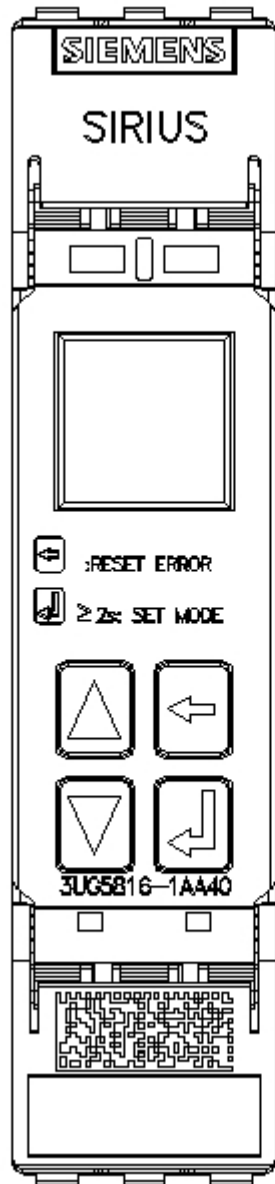 SIEMENS
SIRIUS
:RESET ERROR
≥ 2s: SET MODE
3UG5816-1AA40